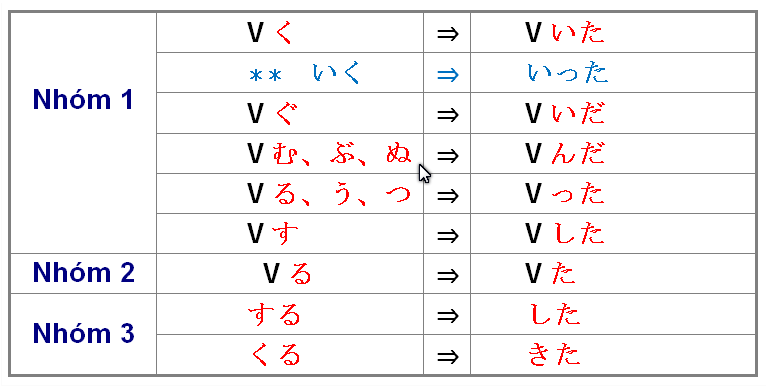 Nhóm 1
V く ⇒ V いた
** いく ⇒ いった
V ぐ ⇒ V いだ
V む、ぶ、ぬ ⇒ V んだ
V る、う、つ ⇒ V った
V す ⇒ V した
Nhóm 2
V る ⇒ V た
Nhóm 3
する ⇒ した
くる ⇒ きた